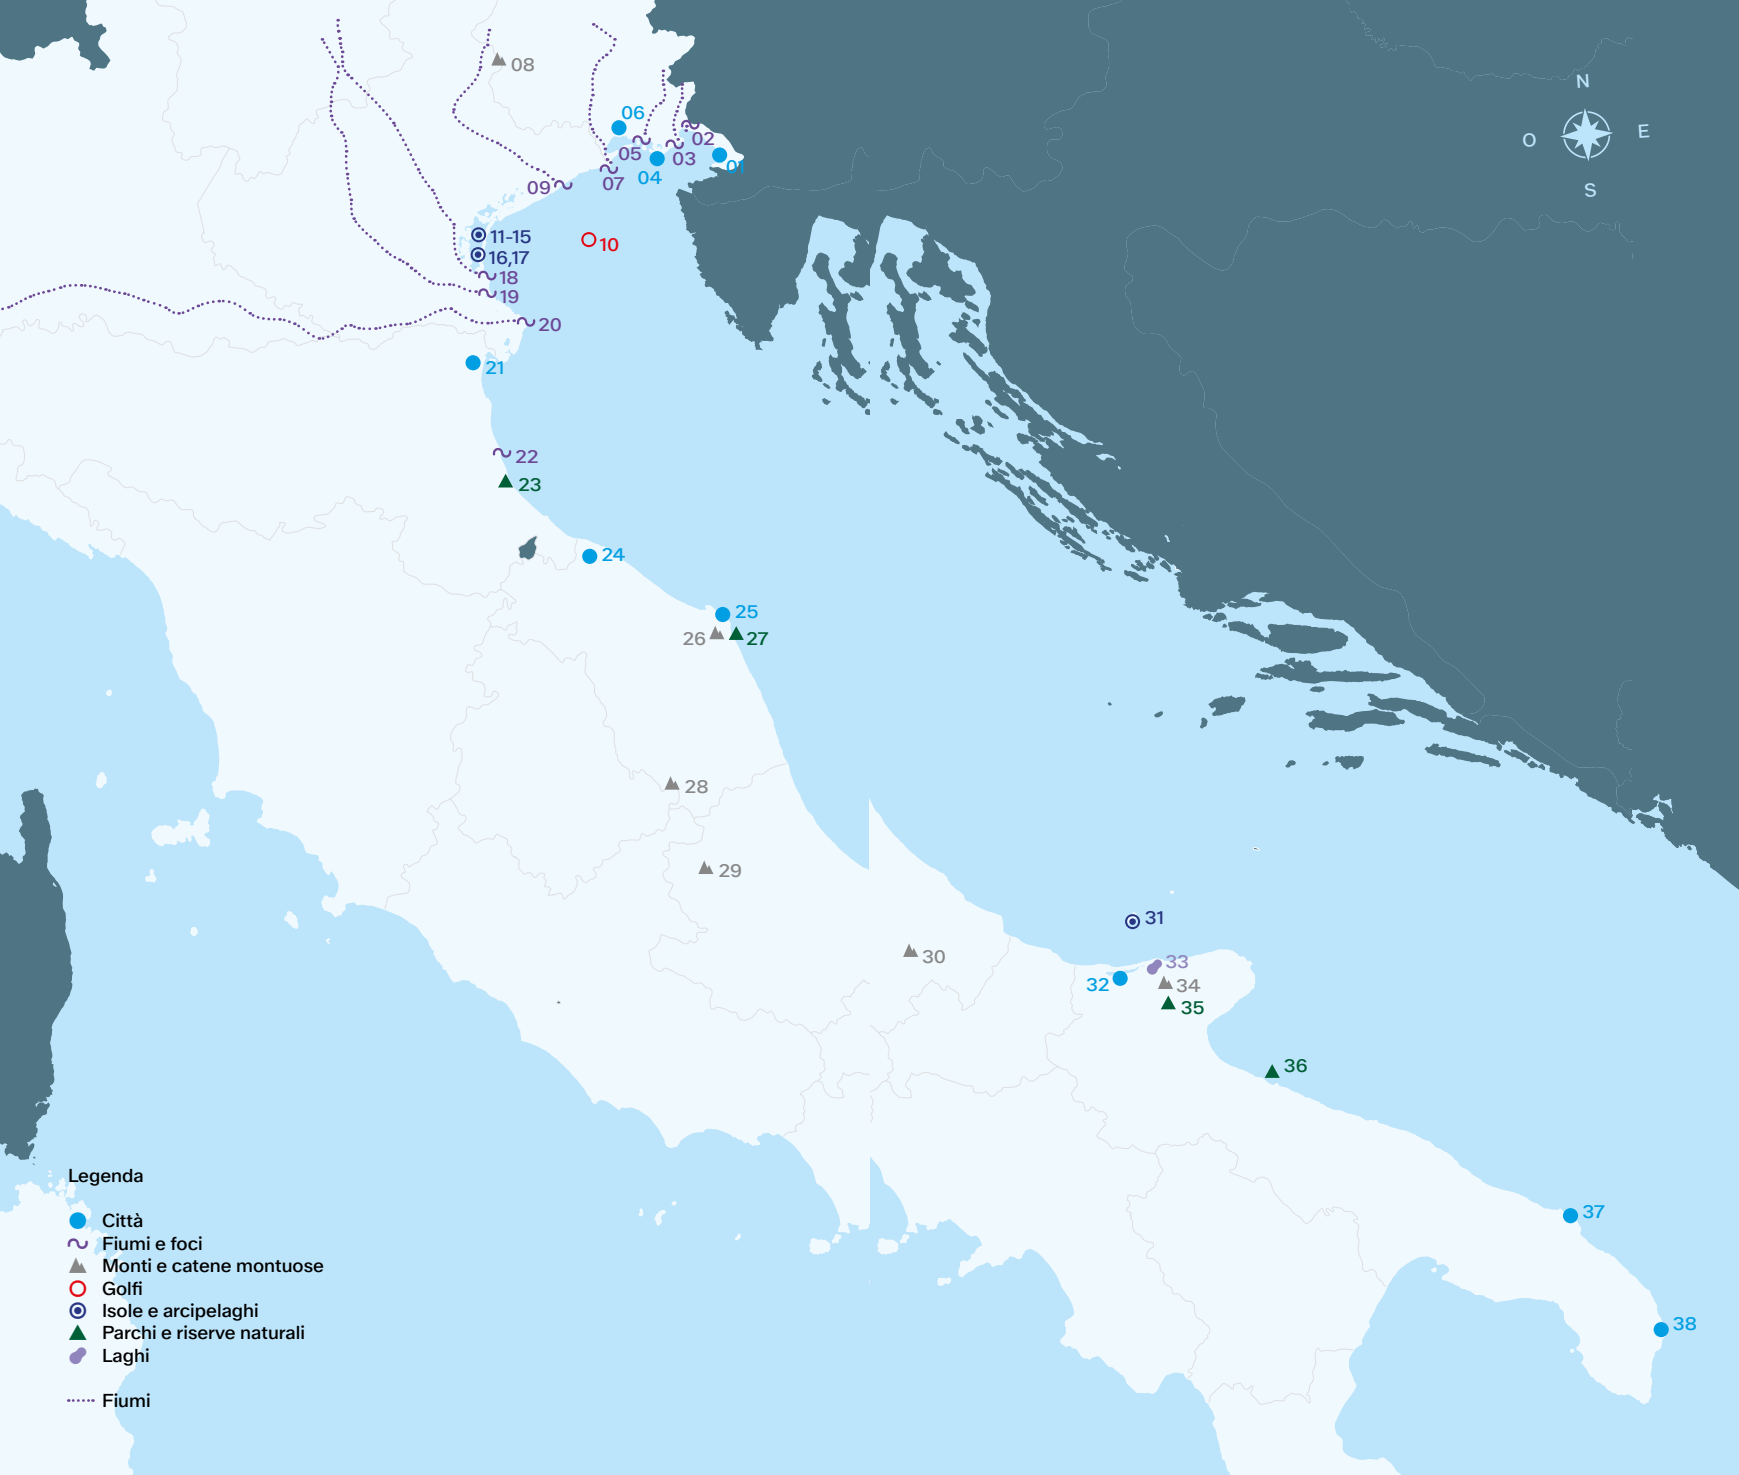 N
O
E
S
08
06
02
01
05
03
04
07
09
10
11-15
16,17
18
19
20
21
22
23
24
25
26
27
28
29
30
31
32
33
34
35
36
37
38
Legenda
Città
Fiumi e foci
Monti e catene montuose
Golfi
Isole e arcipelaghi
Parchi e riserve naturali
Laghi
Fiumi